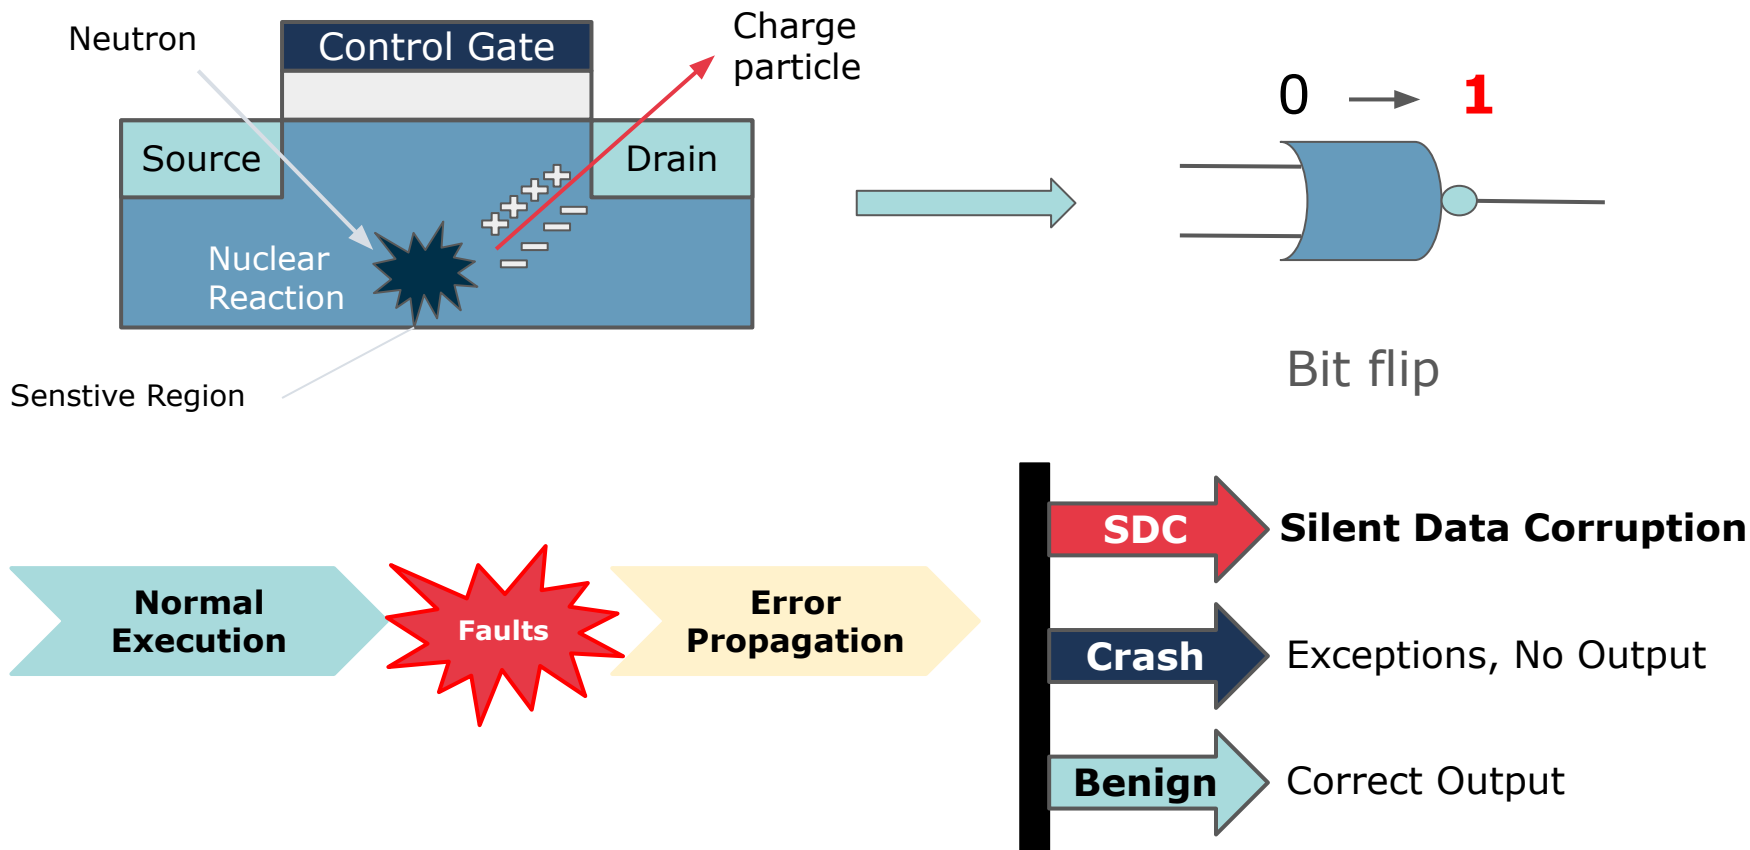 Neutron
Control Gate
Charge
particle
Source
Drain
Nuclear
Reaction
Senstive Region
0
1
Bit flip
Normal
Execution
Faults
Error
Propagation
SDC
Silent Data Corruption
Crash
Exceptions, No Output
Benign
Correct Output